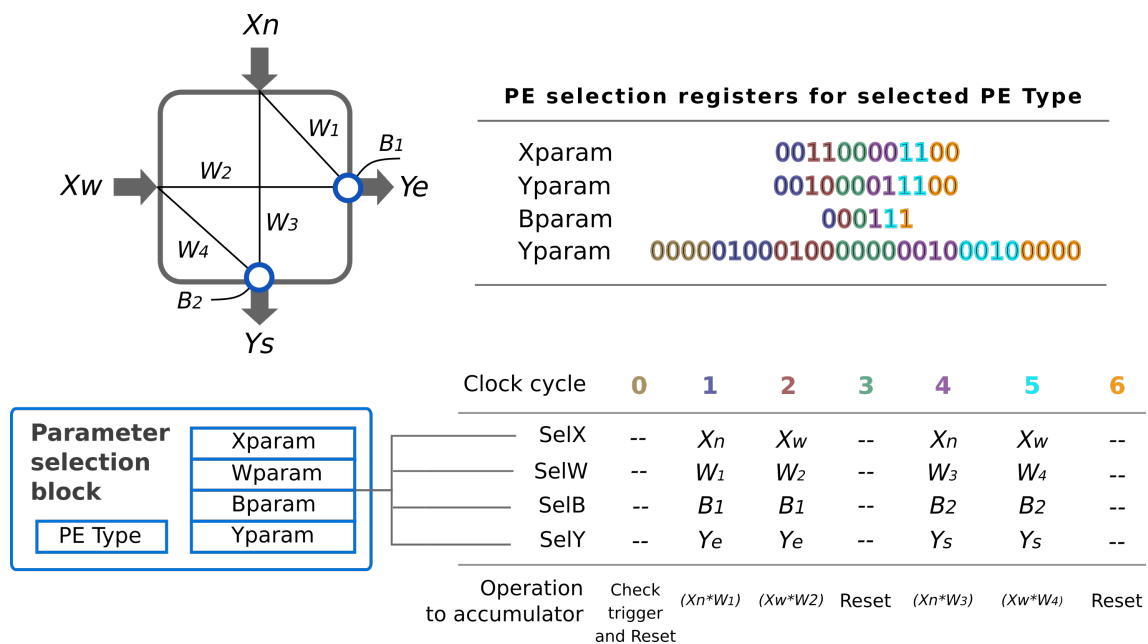 Xn
W1
B1
Xw
W2
Ye
W3
W4
B2
Ys
PE selection registers for selected PE Type
Xparam 001100001100
Yparam 001000011100
Bparam 000111
Yparam 0000010001000000001000100000
Clock cycle 0 1 2 3 4 5 6
Parameter
selection
block
PE Type
Xparam
Wparam
Bparam
Yparam
SelX -- Xn Xw -- Xn Xw --
SelW -- W1 W2 -- W3 W4 --
SelB -- B1 B1 -- B2 B2 --
SelY -- Ye Ye -- Ys Ys --
Operation
to accumulator
Check
trigger
and Reset
(Xn*W1) (Xw*W2) Reset (Xn*W3) (Xw*W4) Reset